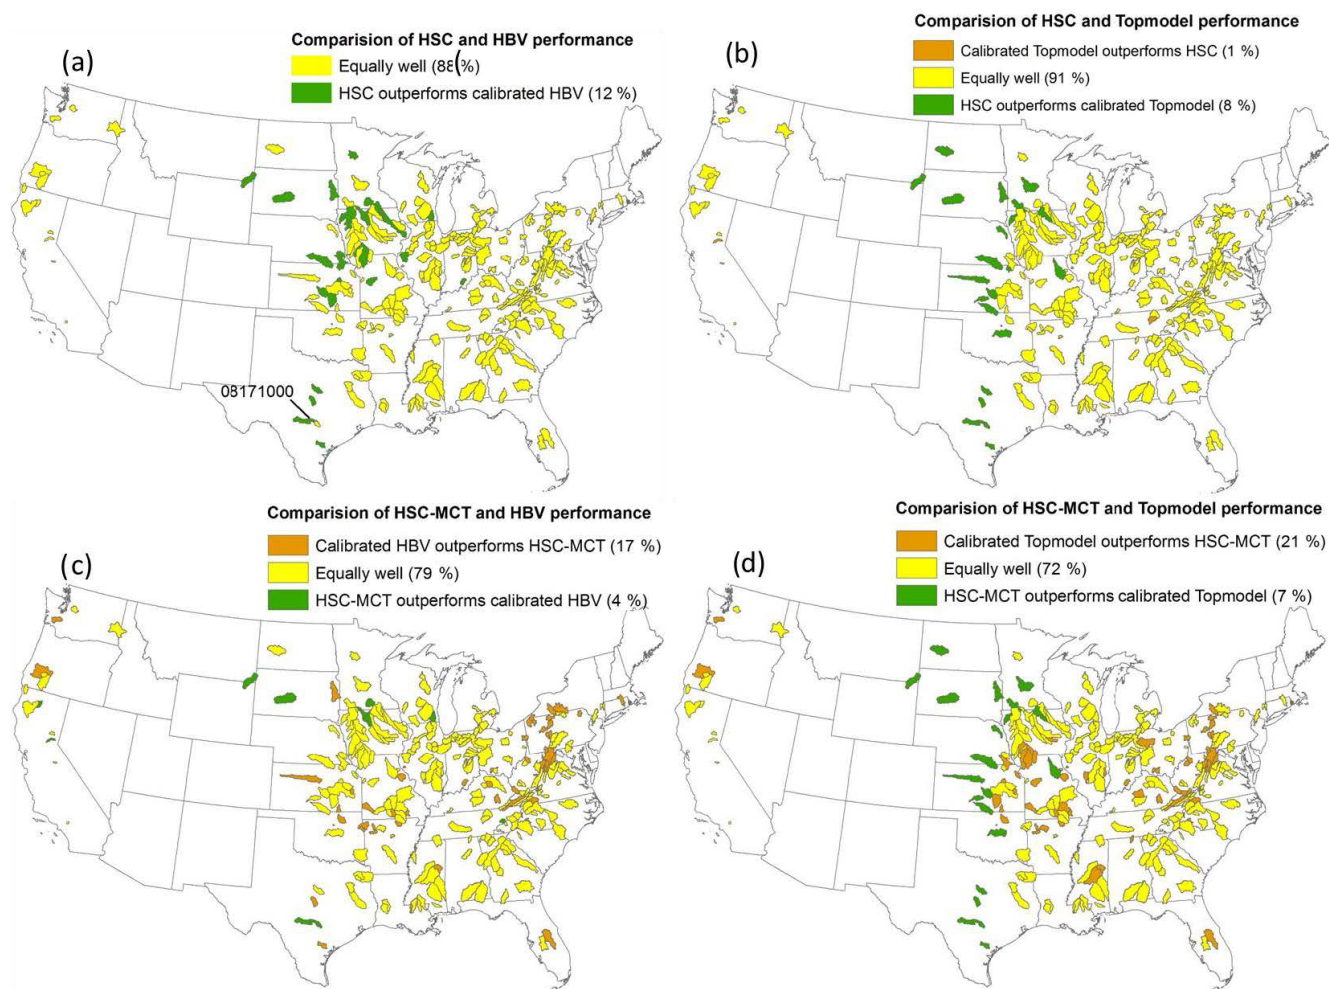 (a)
Comparision of HSC and HBV performance
Equally well (88%)
(
HSC outperforms calibrated HBV (12 %)
08171000
(b)
Comparision of HSC and Topmodel performance
Calibrated Topmodel outperforms HSC (1 %)
Equally well (91 %)
HSC outperforms calibrated Topmodel (8 %)
(c)
Comparision of HSC-MCT and HBV performance
Calibrated HBV outperforms HSC-MCT (17 %)
Equally well (79 %)
HSC-MCT outperforms calibrated HBV (4 %)
(d)
Comparision of HSC-MCT and Topmodel performance
Calibrated Topmodel outperforms HSC-MCT (21 %)
Equally well (72 %)
HSC-MCT outperforms calibrated Topmodel (7 %)